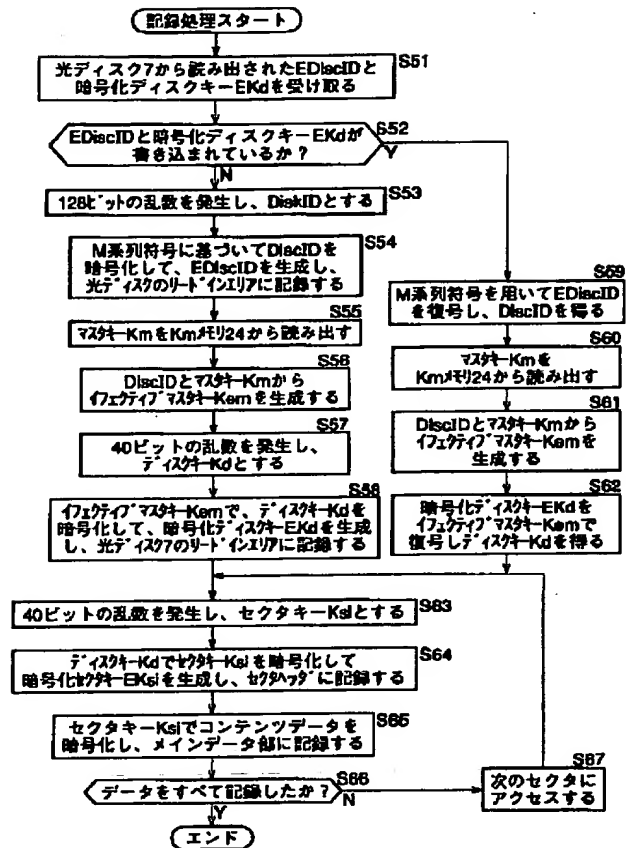 記録処理スタート
S51
光ディスク7から読み出されたEDiscIDと
暗号化ディスクキーEKdを受け取る
S52
EDiscIDと暗号化ディスクキーEKdが
書き込まれているか？
Y
N
S53
128ビットの乱数を発生し、DiskIDとする
S54
M系列符号に基づいてDiscIDを
暗号化して、EDiscIDを生成し、
光ディスクのリードインエリアに記録する
S55
マスタキーKmをKmメモリ24から読み出す
S56
DiscIDとマスタキーKmから
イフェクティブマスタキーKemを生成する
S57
40ビットの乱数を発生し、
ディスクキーKdとする
S58
イフェクティブマスタキーKemで、ディスクキーKdを
暗号化して、暗号化ディスクキーEKdを生成
し、光ディスク7のリードインエリアに記録する
S59
M系列符号を用いてEDiscID
を復号し、DiscIDを得る
S60
マスタキーKmを
Kmメモリ24から読み出す
S61
DiscIDとマスタキーKmから
イフェクティブマスタキーKemを
生成する
S62
暗号化ディスクキーEKdを
イフェクティブマスタキーKemで
復号しディスクキーKdを得る
S63
40ビットの乱数を発生し、セクタキーKsiとする
S64
ディスクキーKdでセクタキーKsiを暗号化して
暗号化セクタキーEKsiを生成し、セクタヘッダに記録する
S65
セクタキーKsiでコンテンツデータを
暗号化し、メインデータ部に記録する
S66
データをすべて記録したか？
N
Y
S67
次のセクタに
アクセスする
エンド